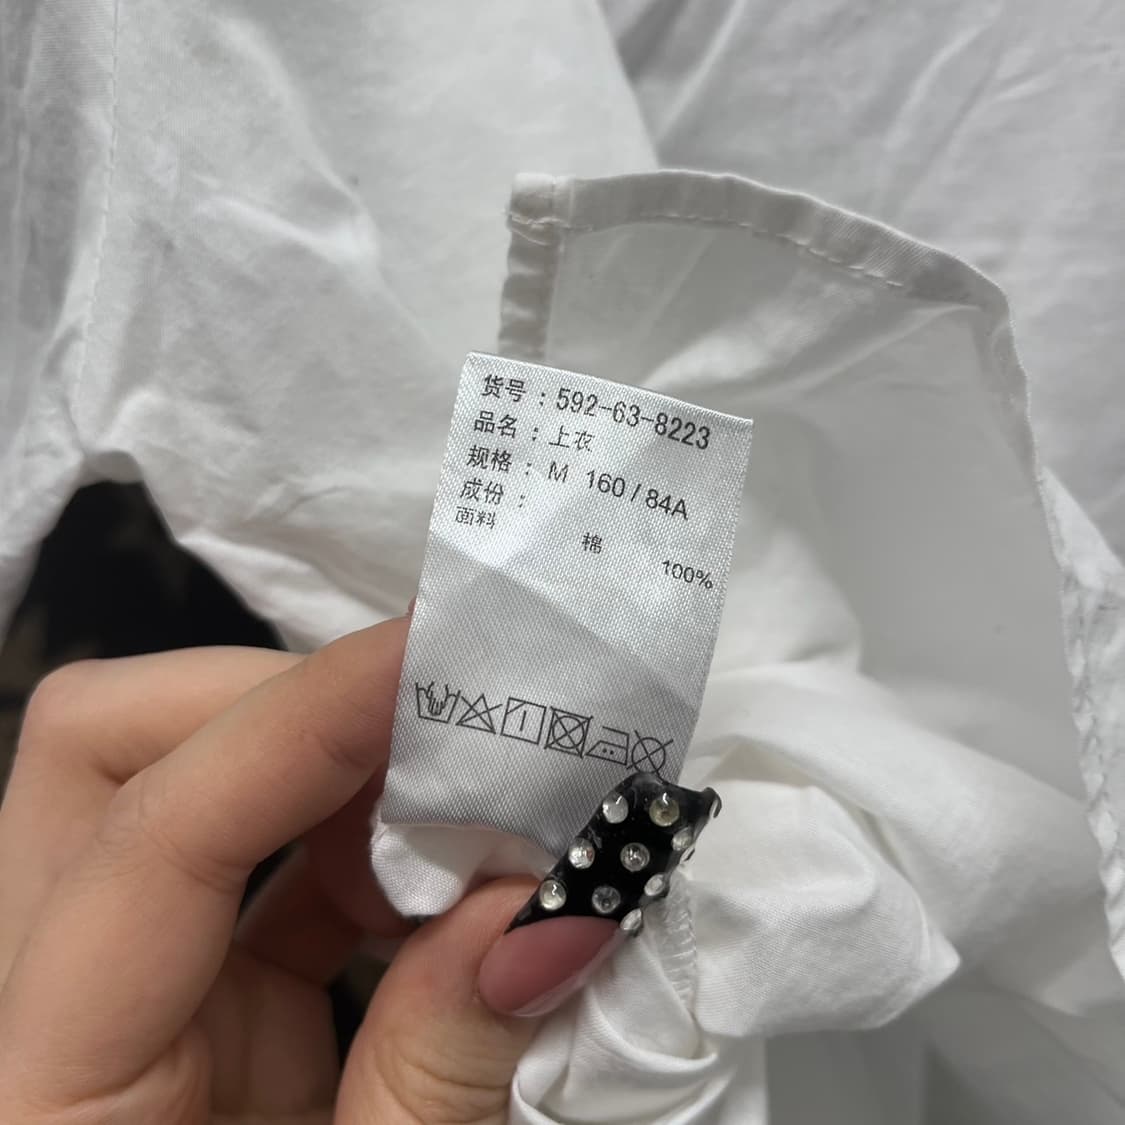 货号：592-63-8223
品名：上衣
规格：M 160/84A
成份：
面料 棉 100%